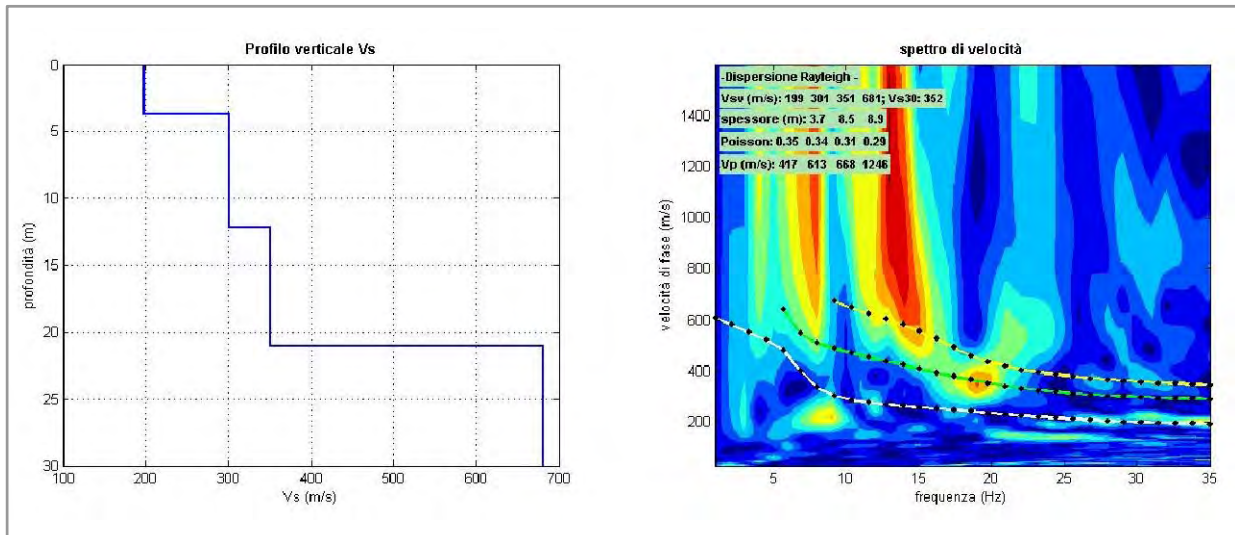 Profilo verticale Vs
0
5
10
15
20
25
30
profondità (m)
100 200 300 400 500 600 700
Vs (m/s)
spettro di velocità
-Dispersione Rayleigh -
Vsv (m/s): 199 301 351 681; Vs30: 352
spessore (m): 3.7 8.5 8.9
Poisson: 0.35 0.34 0.31 0.29
Vp (m/s): 417 613 668 1246
1400
1200
1000
800
600
400
200
velocità di fase (m/s)
5 10 15 20 25 30 35
frequenza (Hz)